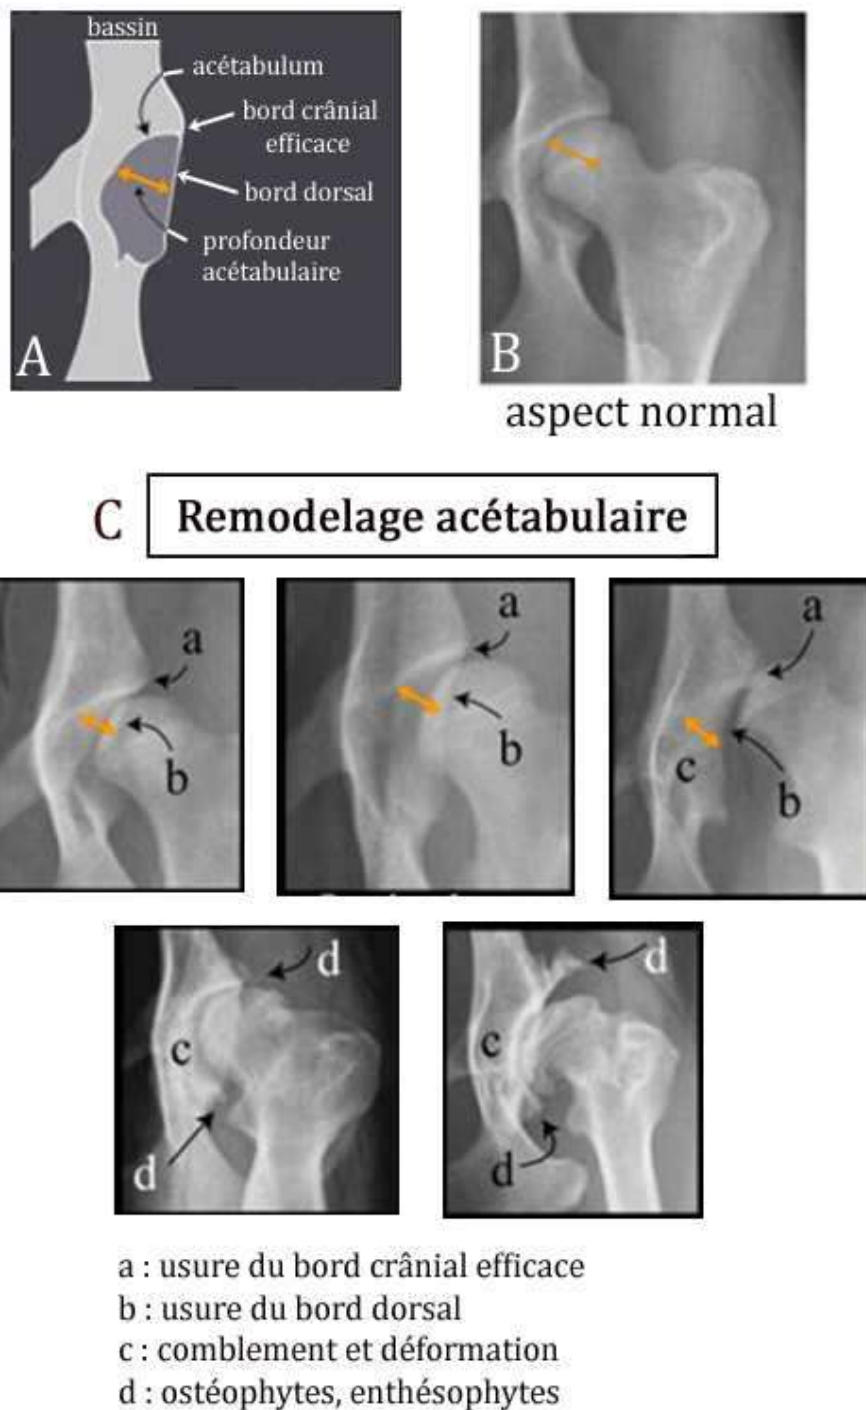 bassin
acétabulum
bord crânial
efficace
bord dorsal
profondeur
acétabulaire
A
B
aspect normal
C
Remodelage acétabulaire
a
b
a
b
a
c
b
d
c
d
d
c
d
a : usure du bord crânial efficace
b : usure du bord dorsal
c : comblement et déformation
d : ostéophytes, enthésophytes